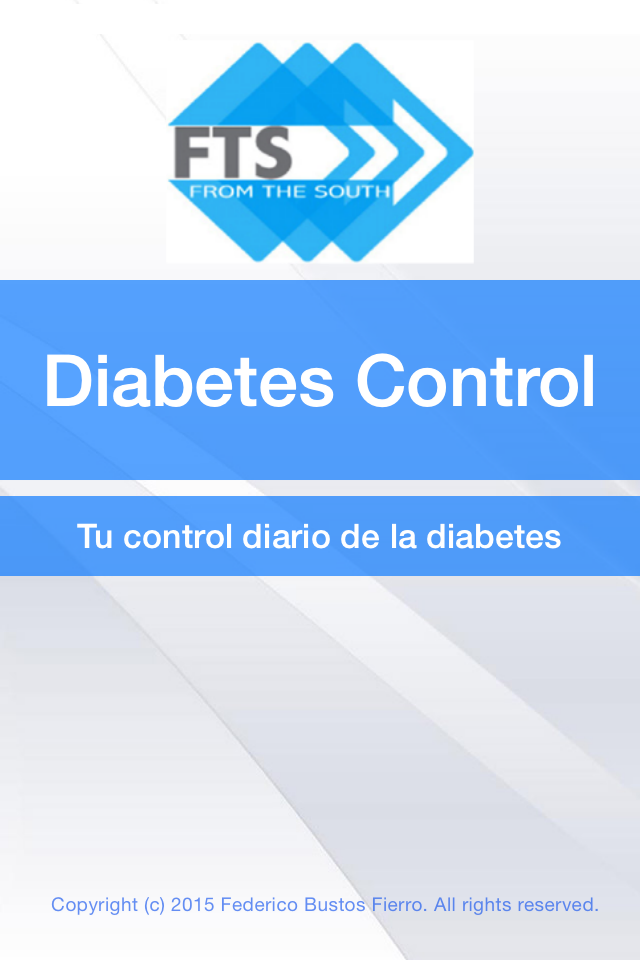 FTS
FROM THE SOUTH
Diabetes Control
Tu control diario de la diabetes
Copyright (c) 2015 Federico Bustos Fierro. All rights reserved.